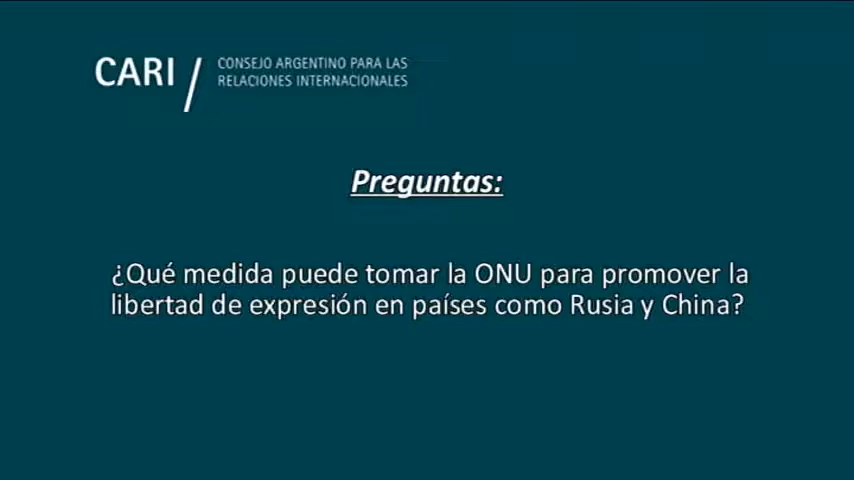 CARI
CONSEJO ARGENTINO PARA LAS
RELACIONES INTERNACIONALES
Preguntas:
¿Qué medida puede tomar la ONU para promover la
libertad de expresión en países como Rusia y China?